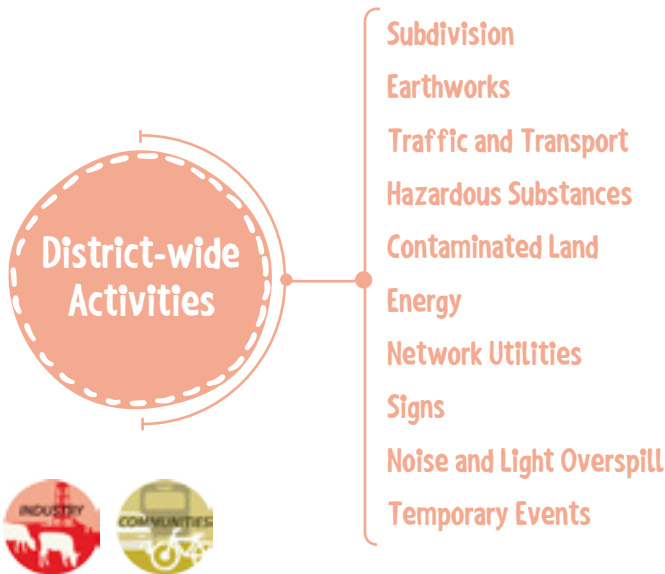 District-wide
Activities
Subdivision
Earthworks
Traffic and Transport
Hazardous Substances
Contaminated Land
Energy
Network Utilities
Signs
Noise and Light Overspill
Temporary Events
INDUSTRY
COMMUNITIES